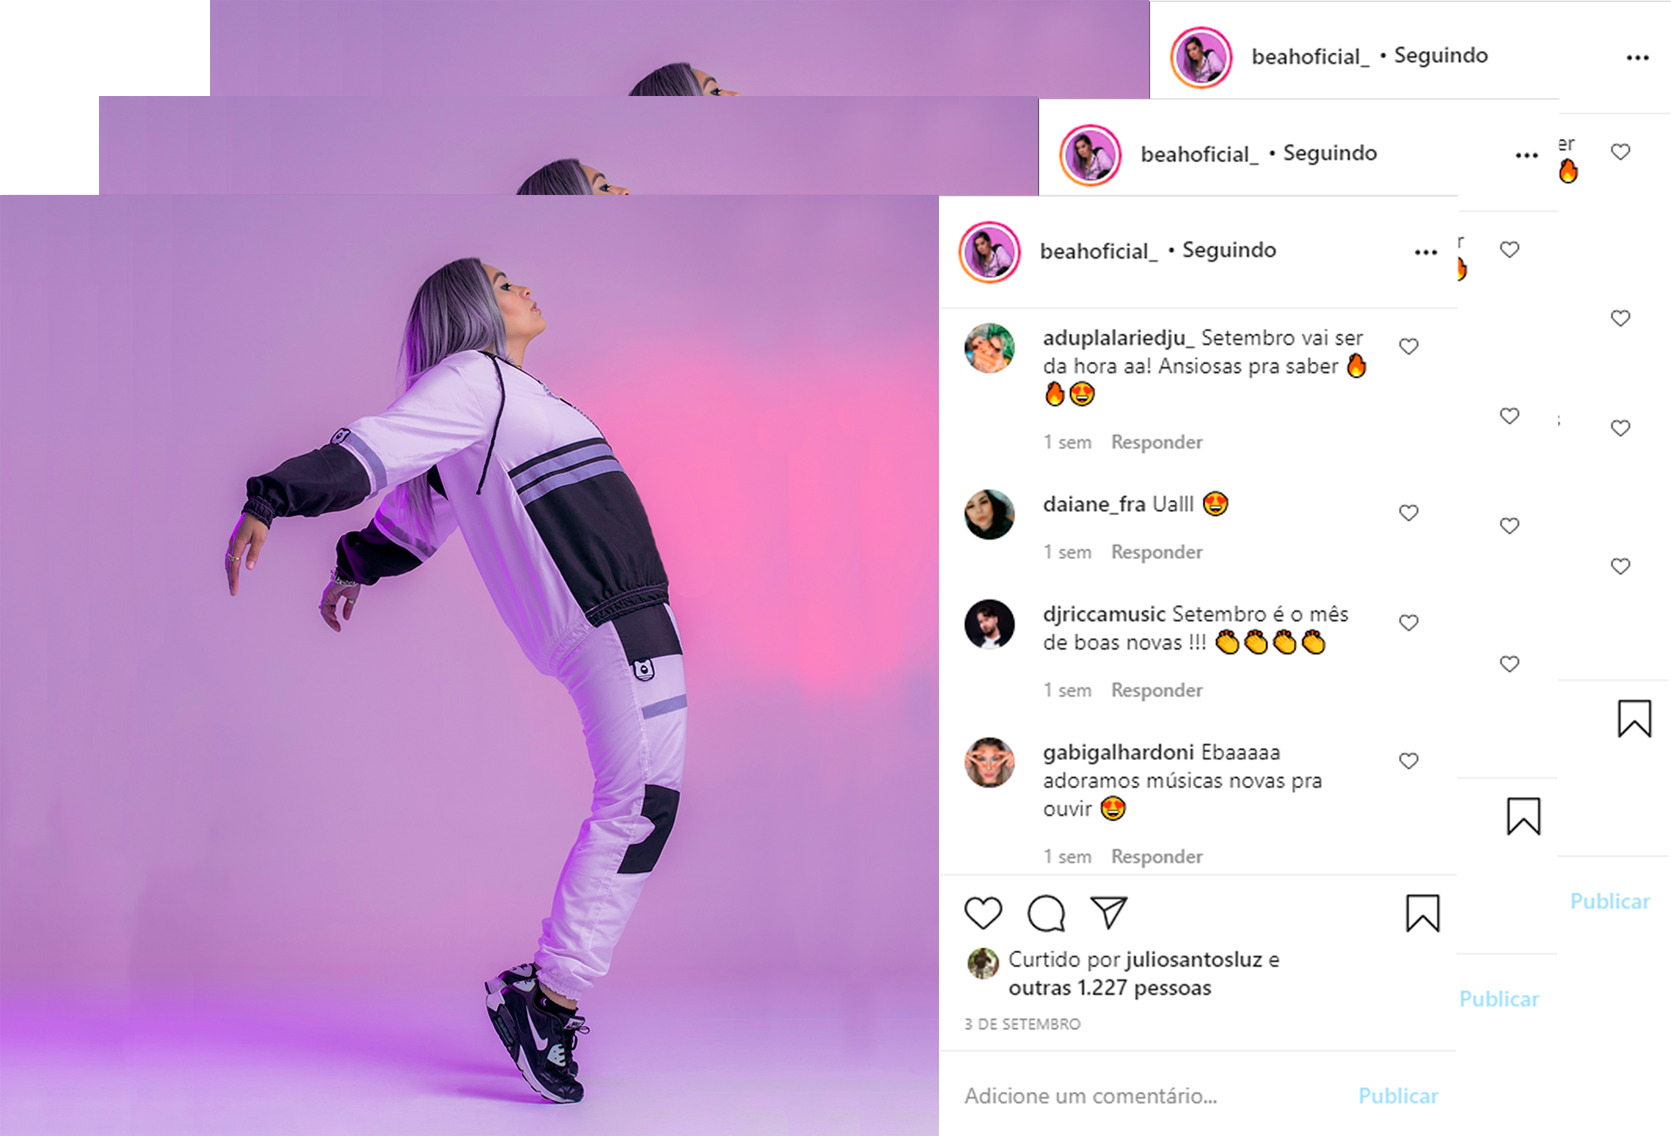 beahoficial_ • Seguindo
er
beahoficial_ • Seguindo
r
beahoficial_ • Seguindo
aduplalariedju_ Setembro vai ser
da hora aa! Ansiosas pra saber 🔥
🔥😍
1 sem Responder
daiane_fra Ualll 😍
1 sem Responder
djriccamusic Setembro é o mês
de boas novas !!! 👏👏👏👏
1 sem Responder
gabigalhardoni Ebaaaaa
adoramos músicas novas pra
ouvir 😍
1 sem Responder
Curtido por juliosantosluz e
outras 1.227 pessoas
3 DE SETEMBRO
Adicione um comentário... Publicar
Publicar
Publicar